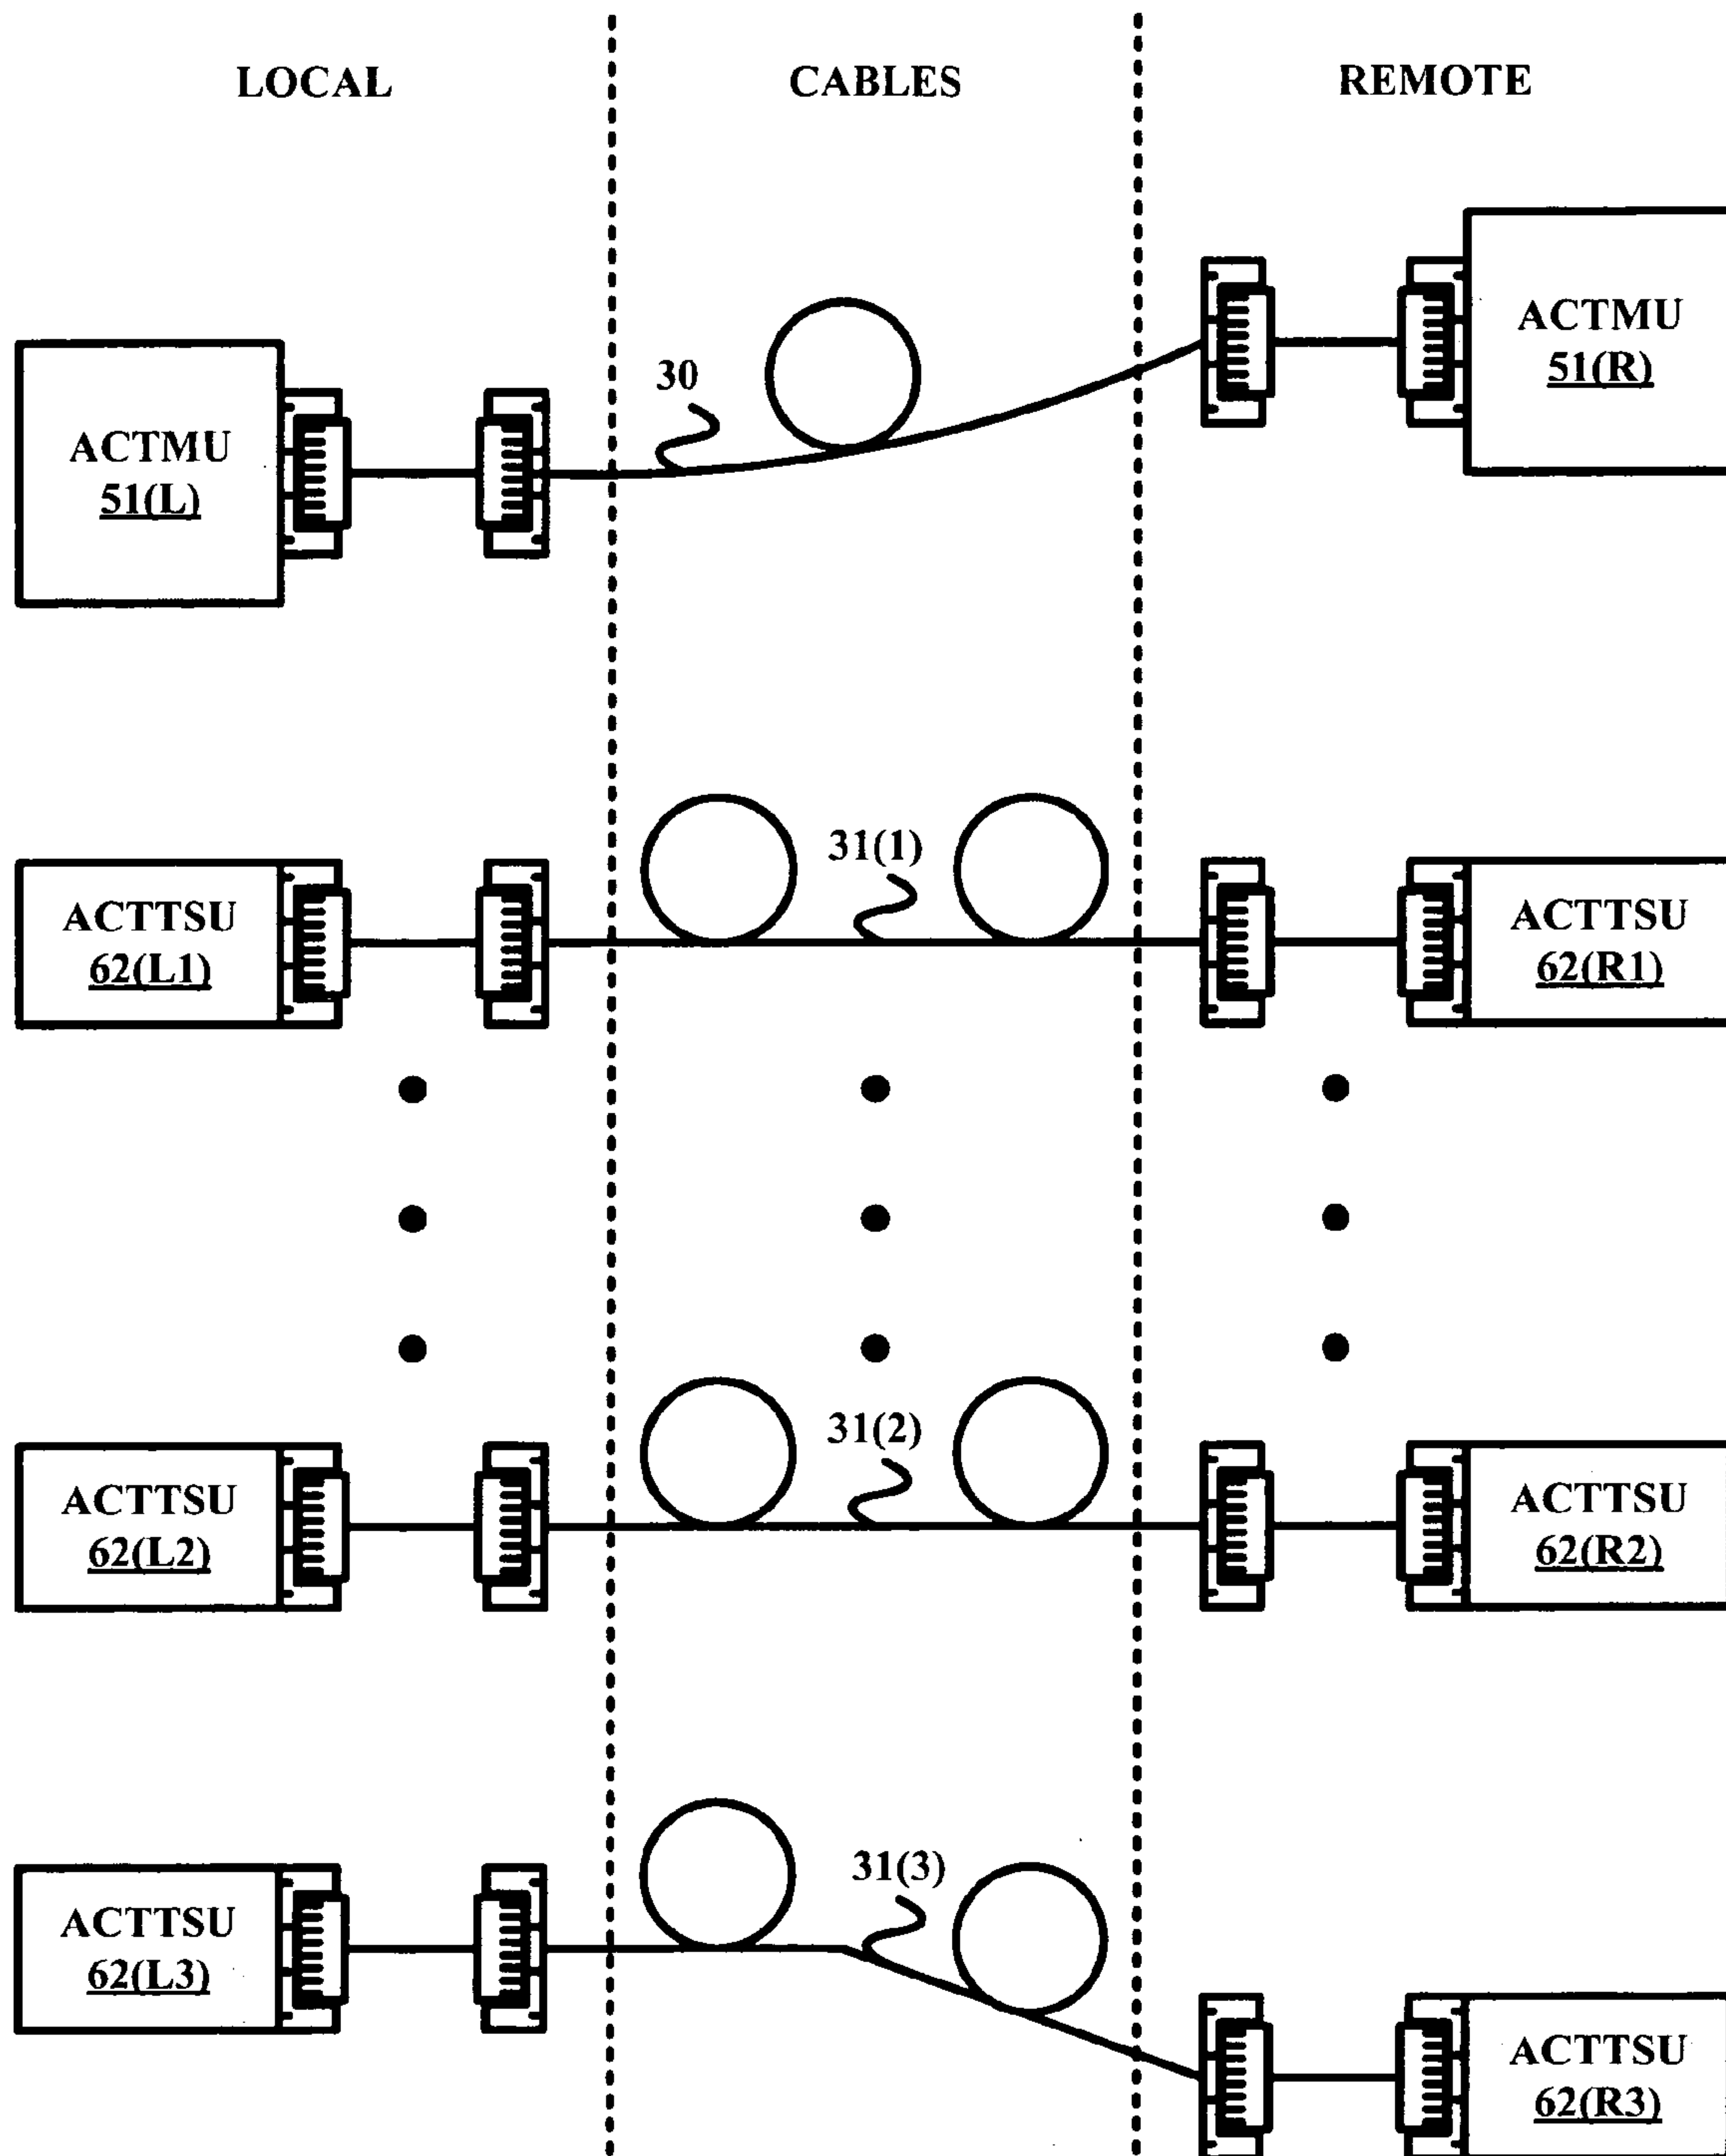 LOCAL
CABLES
REMOTE
ACTMU
51(R)
30
ACTMU
51(L)
31(1)
ACTTSU
62(L1)
ACTTSU
62(R1)
31(2)
ACTTSU
62(L2)
ACTTSU
62(R2)
31(3)
ACTTSU
62(L3)
ACTTSU
62(R3)